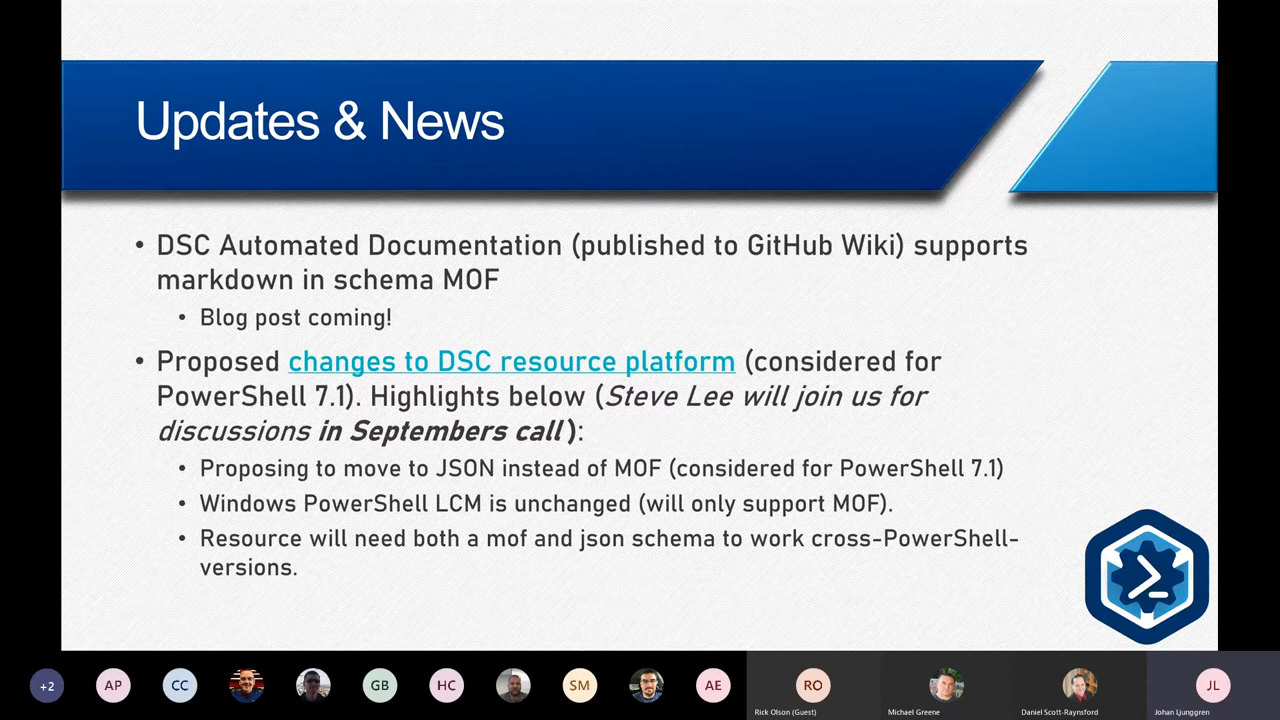 Updates & News
• DSC Automated Documentation (published to GitHub Wiki) supports
markdown in schema MOF
• Blog post coming!
• Proposed changes to DSC resource platform (considered for
PowerShell 7.1). Highlights below (Steve Lee will join us for
discussions in Septembers call ):
• Proposing to move to JSON instead of MOF (considered for PowerShell 7.1)
• Windows PowerShell LCM is unchanged (will only support MOF).
• Resource will need both a mof and json schema to work cross-PowerShell-
versions.
+2
AP
CC
GB
HC
SM
AE
RO
JL
Rick Olson (Guest)
Michael Greene
Daniel Scott-Raynsford
Johan Ljunggren